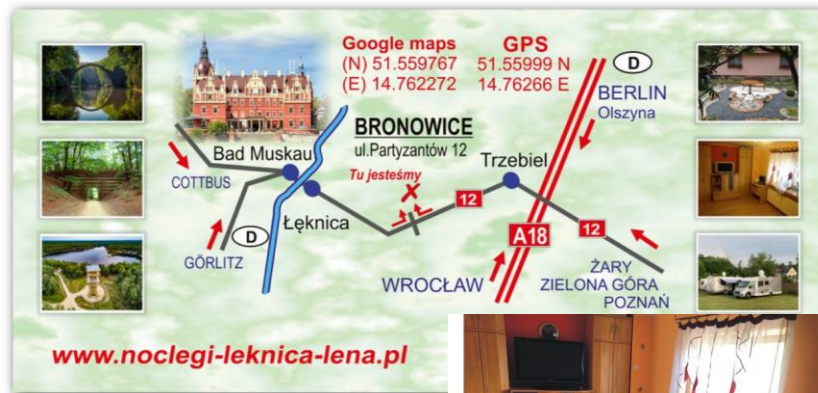 Google maps
(N) 51.559767
(E) 14.762272
GPS
51.55999 N
14.76266 E
D
BERLIN
Olszyna
BRONOWICE
ul.Partyzantów 12
Tu jesteśmy
Bad Muskau
COTTBUS
Trzebiel
12
Łęknica
D
GÖRLITZ
A18
12
WROCŁAW
ŻARY
ZIELONA GÓRA
POZNAŃ
www.noclegi-leknica-lena.pl